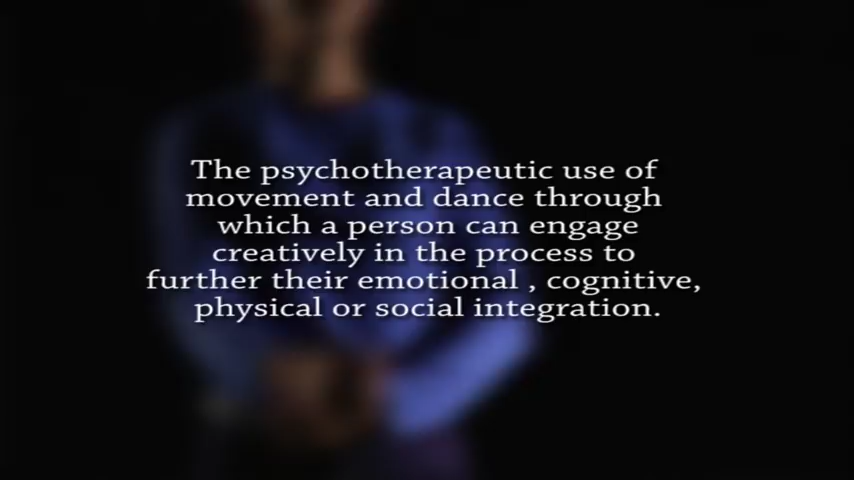 The psychotherapeutic use of
movement and dance through
which a person can engage
creatively in the process to
further their emotional , cognitive,
physical or social integration.